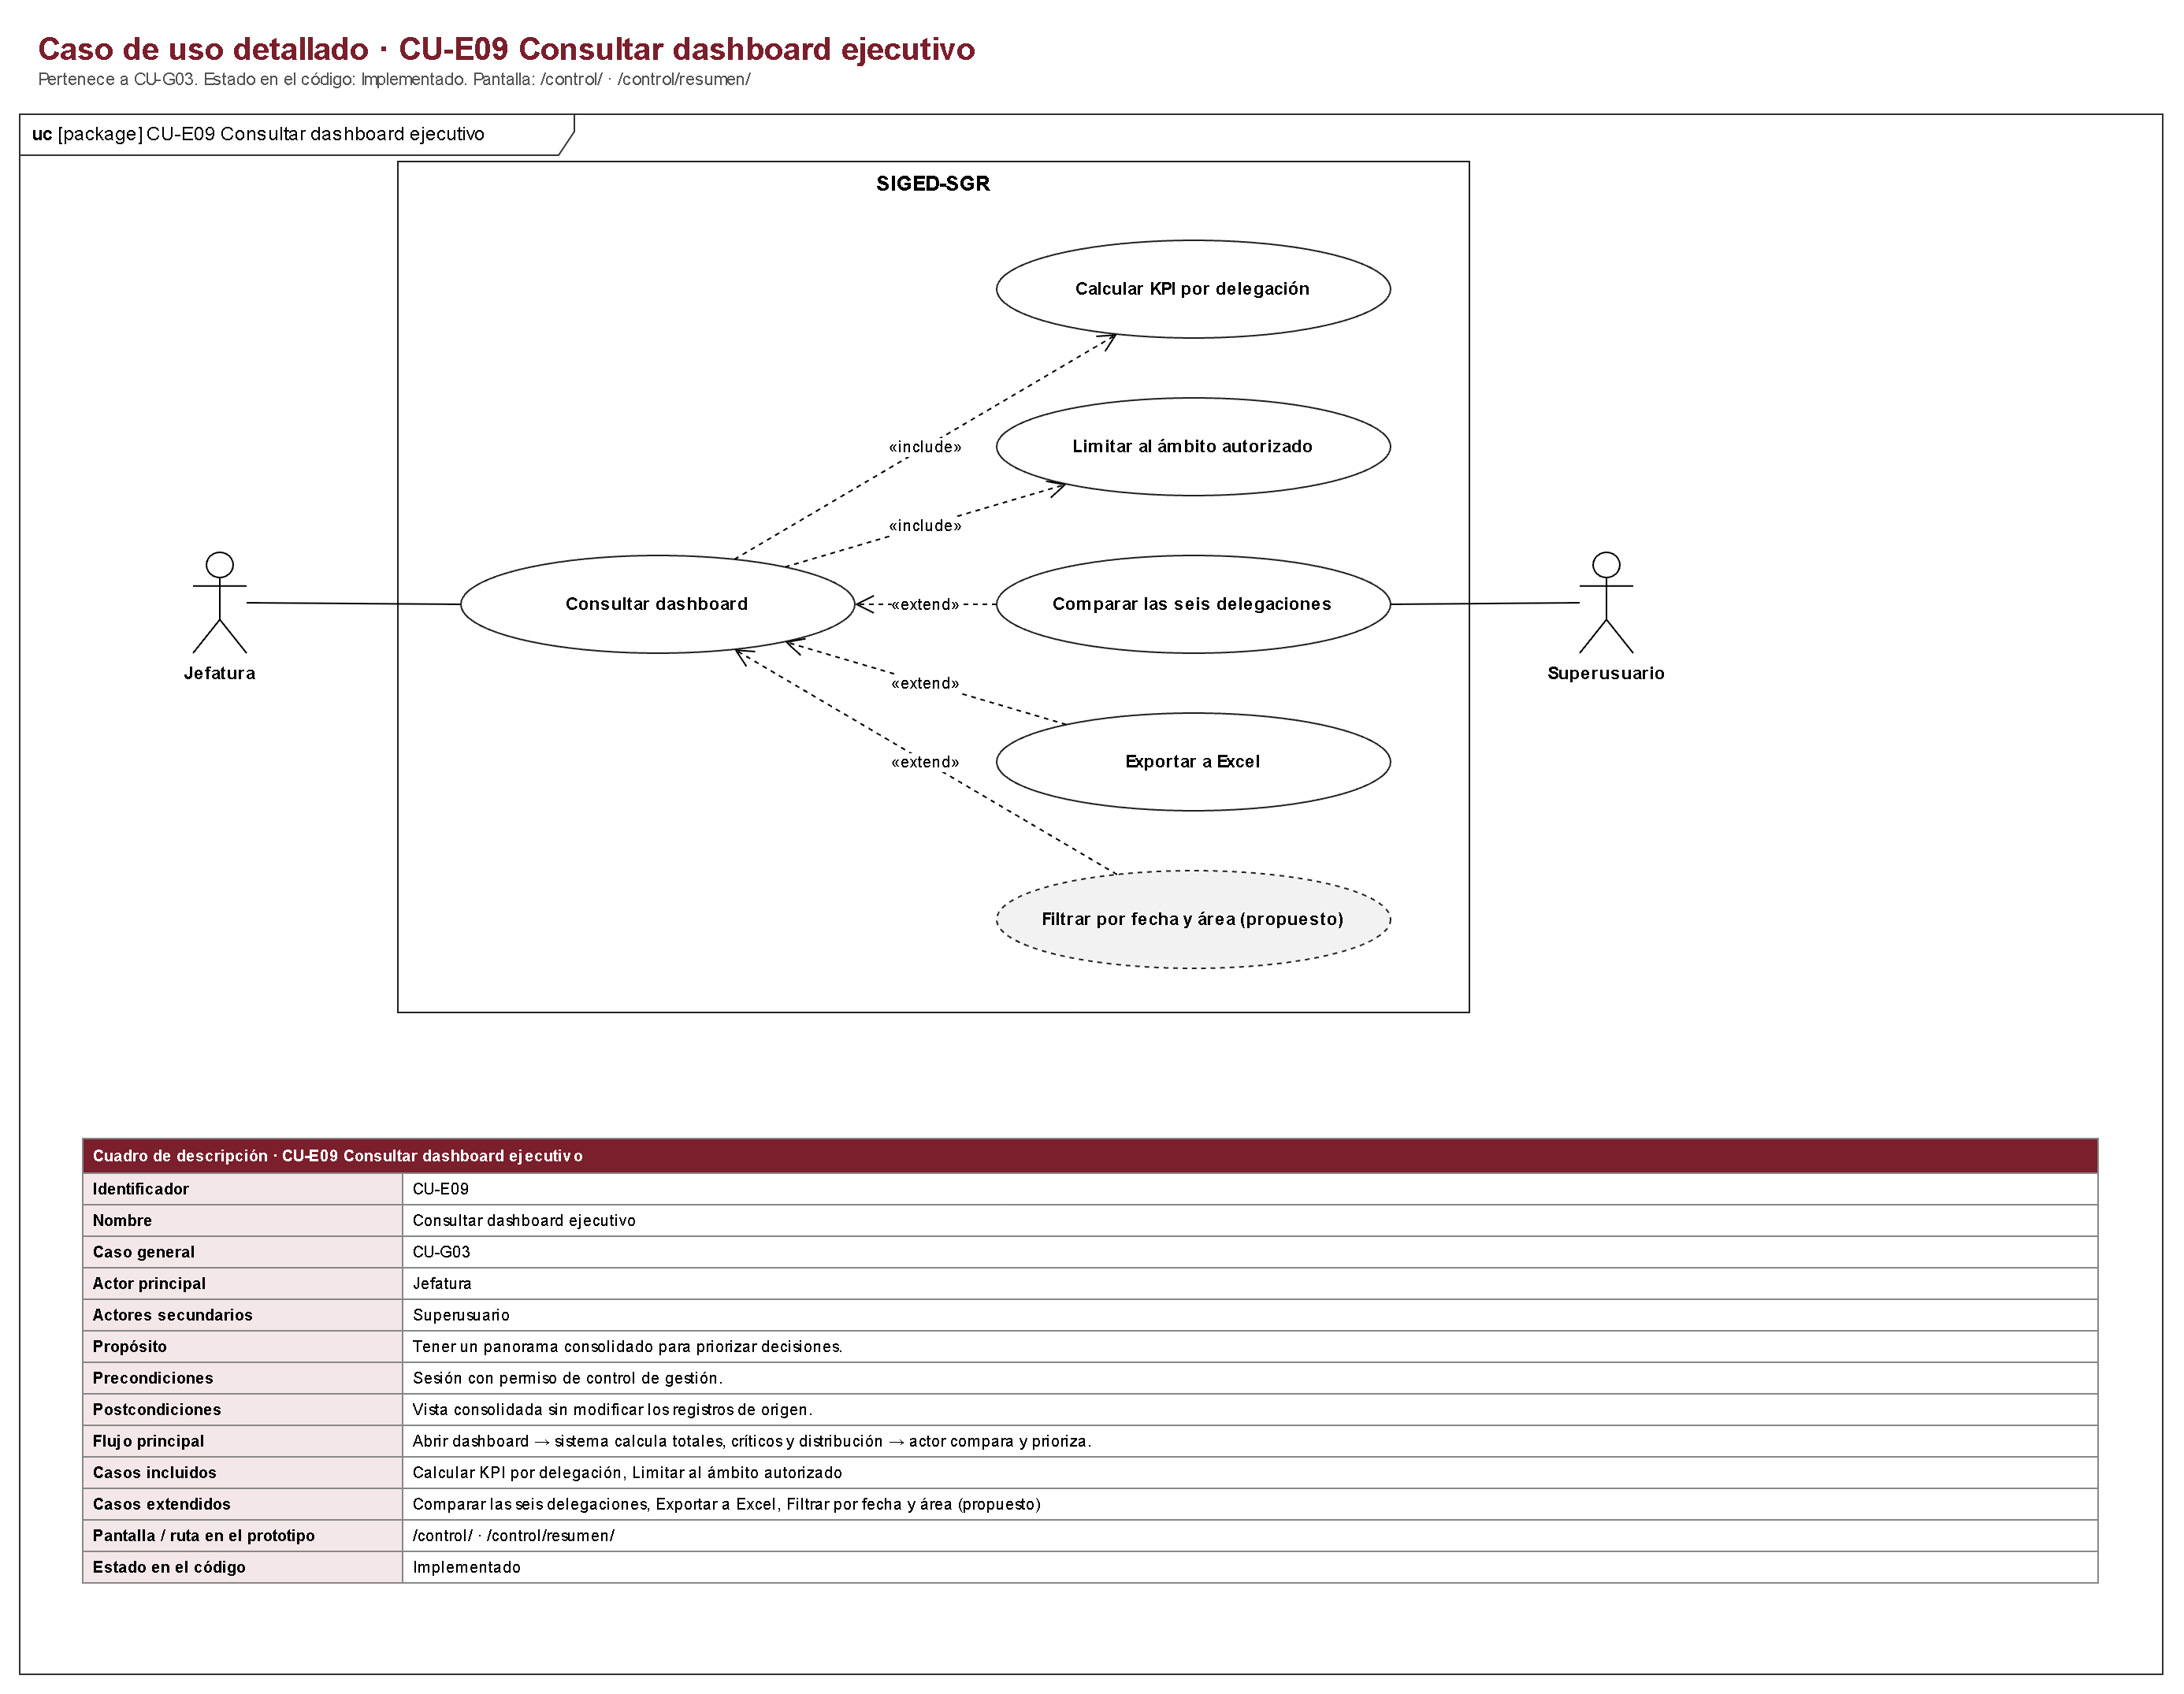 Caso de uso detallado · CU-E09 Consultar dashboard ejecutivo
Pertenece a CU-G03. Estado en el código: Implementado. Pantalla: /control/ · /control/resumen/
uc [package] CU-E09 Consultar dashboard ejecutivo
SIGED-SGR
Calcular KPI por delegación
«include»
Limitar al ámbito autorizado
«include»
Consultar dashboard
«extend»
Comparar las seis delegaciones
Jefatura
Superusuario
«extend»
«extend»
Exportar a Excel
Filtrar por fecha y área (propuesto)
Cuadro de descripción · CU-E09 Consultar dashboard ejecutivo
Identificador CU-E09
Nombre Consultar dashboard ejecutivo
Caso general CU-G03
Actor principal Jefatura
Actores secundarios Superusuario
Propósito Tener un panorama consolidado para priorizar decisiones.
Precondiciones Sesión con permiso de control de gestión.
Postcondiciones Vista consolidada sin modificar los registros de origen.
Flujo principal Abrir dashboard → sistema calcula totales, críticos y distribución → actor compara y prioriza.
Casos incluidos Calcular KPI por delegación, Limitar al ámbito autorizado
Casos extendidos Comparar las seis delegaciones, Exportar a Excel, Filtrar por fecha y área (propuesto)
Pantalla / ruta en el prototipo /control/ · /control/resumen/
Estado en el código Implementado